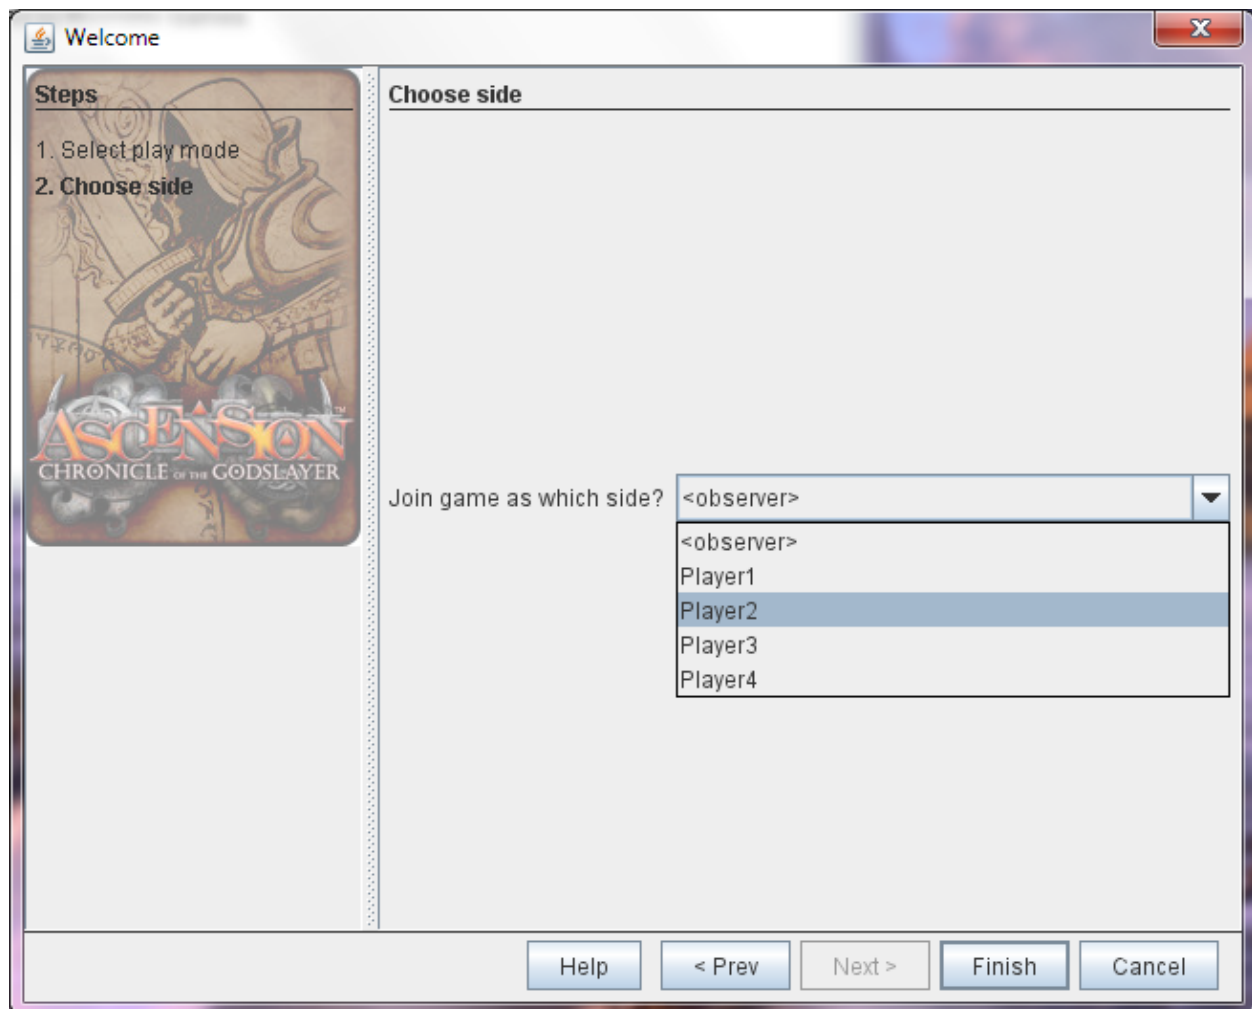 Welcome
Steps
1. Select play mode
2. Choose side
ASCENSION
CHRONICLE OF THE GODSLAYER
Choose side
Join game as which side? <observer>
<observer>
Player1
Player2
Player3
Player4
Help
< Prev
Next >
Finish
Cancel